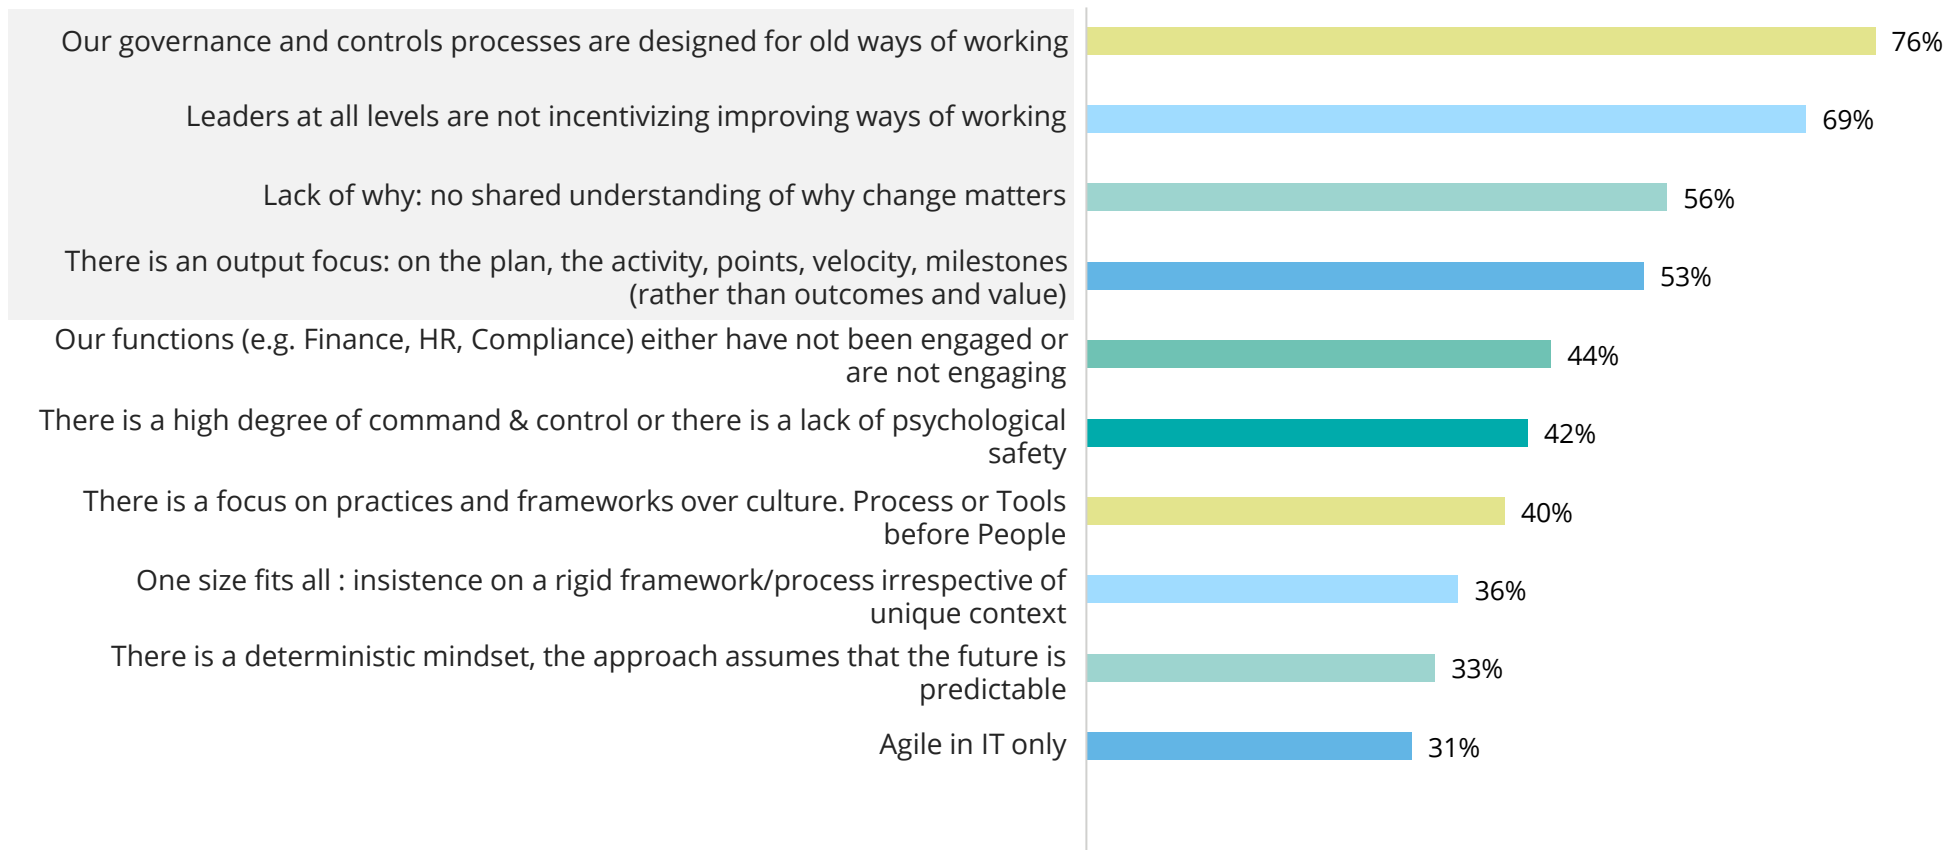 Our governance and controls processes are designed for old ways of working
76%
Leaders at all levels are not incentivizing improving ways of working
69%
Lack of why: no shared understanding of why change matters
56%
There is an output focus: on the plan, the activity, points, velocity, milestones
(rather than outcomes and value)
53%
Our functions (e.g. Finance, HR, Compliance) either have not been engaged or
are not engaging
44%
There is a high degree of command & control or there is a lack of psychological
safety
42%
There is a focus on practices and frameworks over culture. Process or Tools
before People
40%
One size fits all : insistence on a rigid framework/process irrespective of
unique context
36%
There is a deterministic mindset, the approach assumes that the future is
predictable
33%
Agile in IT only
31%